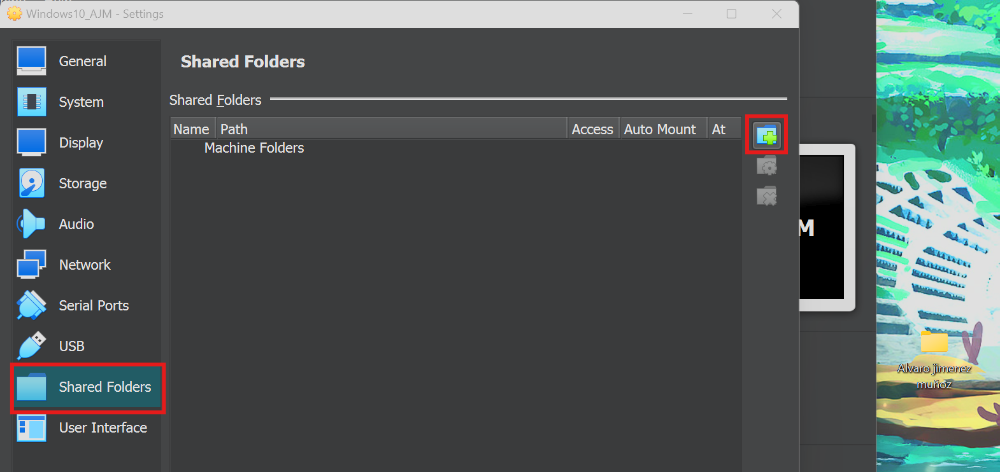 Windows10_AJM - Settings
General
System
Display
Storage
Audio
Network
Serial Ports
USB
Shared Folders
User Interface
Shared Folders
Shared Folders
Name Path Access Auto Mount At
Machine Folders
M
Alvaro jimenez
muñoz